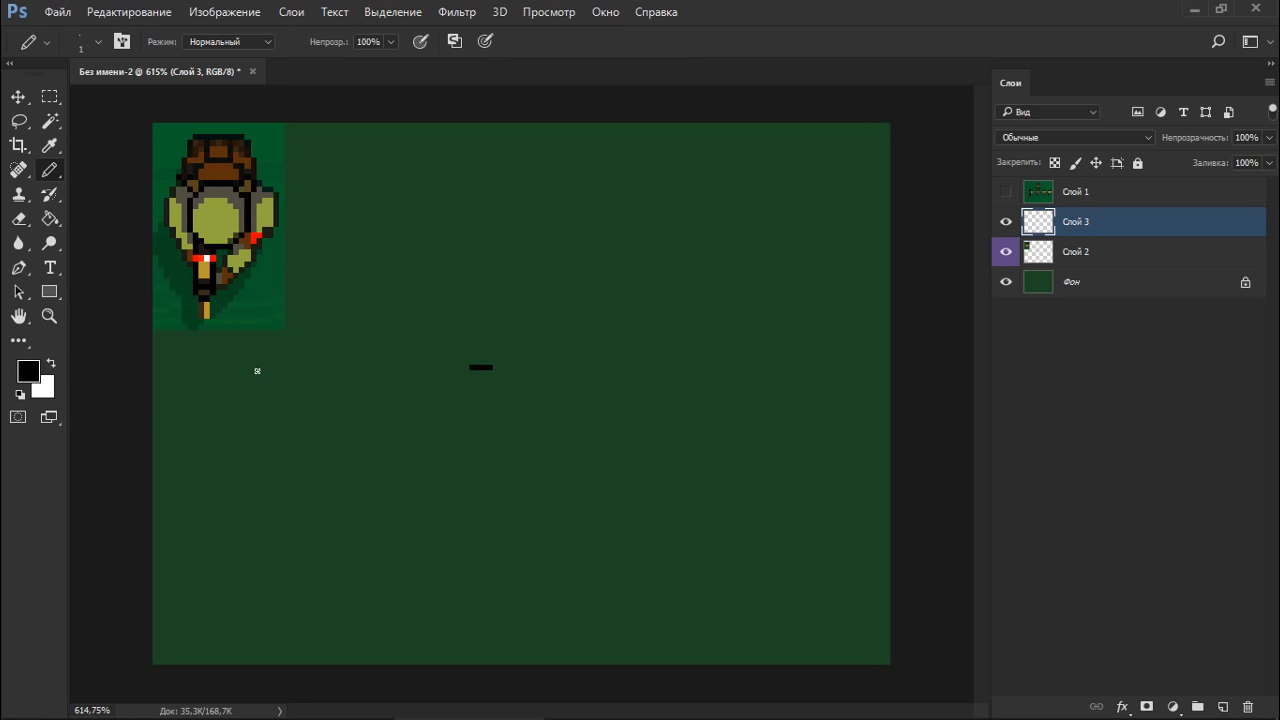 Ps Файл Редактирование Изображение Слои Текст Выделение Фильтр 3D Просмотр Окно Справка
1 Режим: Нормальный Непрозр.: 100%
Без имени-2 @ 615% (Слой 3, RGB/8) *
Слои
Вид
Обычные Непрозрачность: 100%
Закрепить: Заливка: 100%
Слой 1
Слой 3
Слой 2
Фон
614,75% Док: 35,3K/168,7K